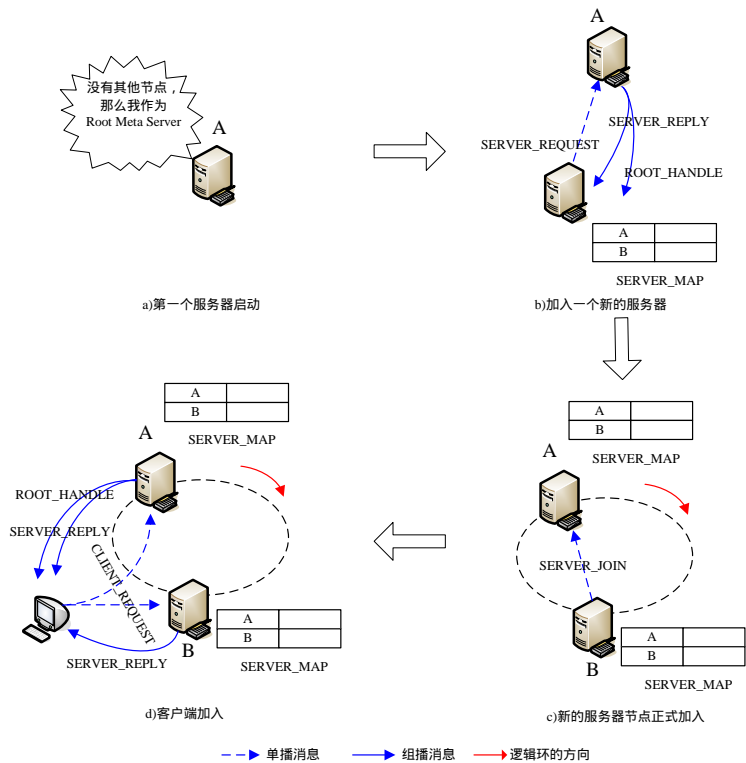 没有其他节点，
那么我作为
Root Meta Server
A
a)第一个服务器启动
A
SERVER_REPLY
SERVER_REQUEST
ROOT_HANDLE
A
B
SERVER_MAP
b)加入一个新的服务器
A
B
SERVER_MAP
A
SERVER_JOIN
B
A
B
SERVER_MAP
c)新的服务器节点正式加入
A
B
SERVER_MAP
A
ROOT_HANDLE
SERVER_REPLY
CLIENT_REQUEST
SERVER_REPLY
B
A
B
SERVER_MAP
d)客户端加入
单播消息
组播消息
逻辑环的方向